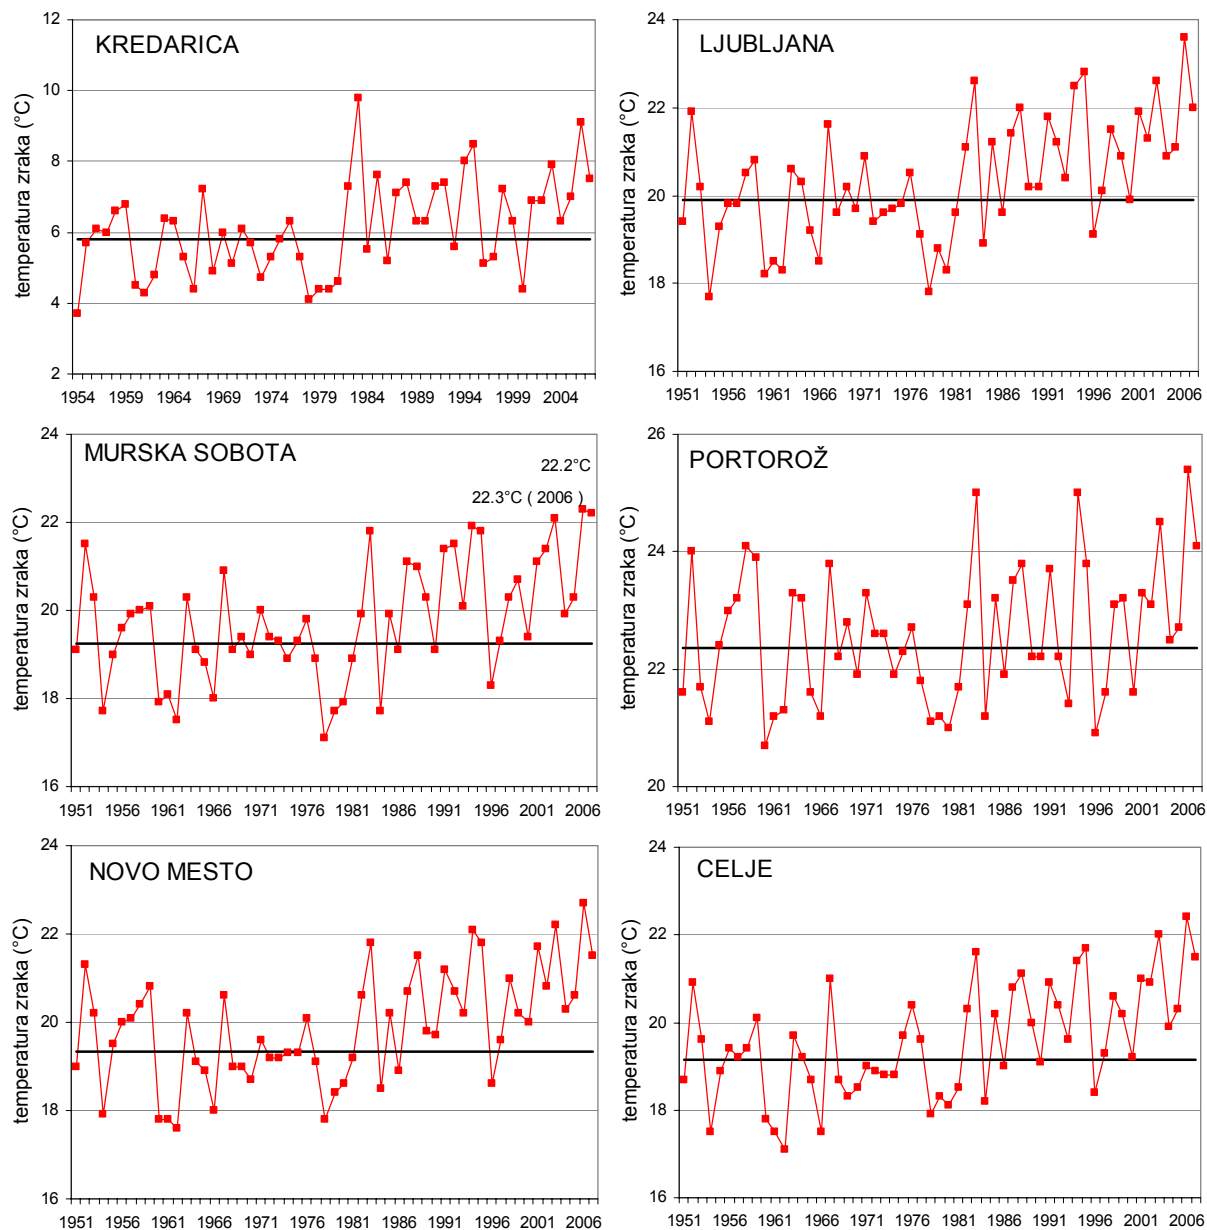 KREDARICA
temperatura zraka (°C)
12
10
8
6
4
2
1954 1959 1964 1969 1974 1979 1984 1989 1994 1999 2004
LJUBLJANA
temperatura zraka (°C)
24
22
20
18
16
1951 1956 1961 1966 1971 1976 1981 1986 1991 1996 2001 2006
MURSKA SOBOTA
22.2°C
22.3°C ( 2006 )
temperatura zraka (°C)
24
22
20
18
16
1951 1956 1961 1966 1971 1976 1981 1986 1991 1996 2001 2006
PORTOROŽ
temperatura zraka (°C)
26
24
22
20
1951 1956 1961 1966 1971 1976 1981 1986 1991 1996 2001 2006
NOVO MESTO
temperatura zraka (°C)
24
22
20
18
16
1951 1956 1961 1966 1971 1976 1981 1986 1991 1996 2001 2006
CELJE
temperatura zraka (°C)
24
22
20
18
16
1951 1956 1961 1966 1971 1976 1981 1986 1991 1996 2001 2006